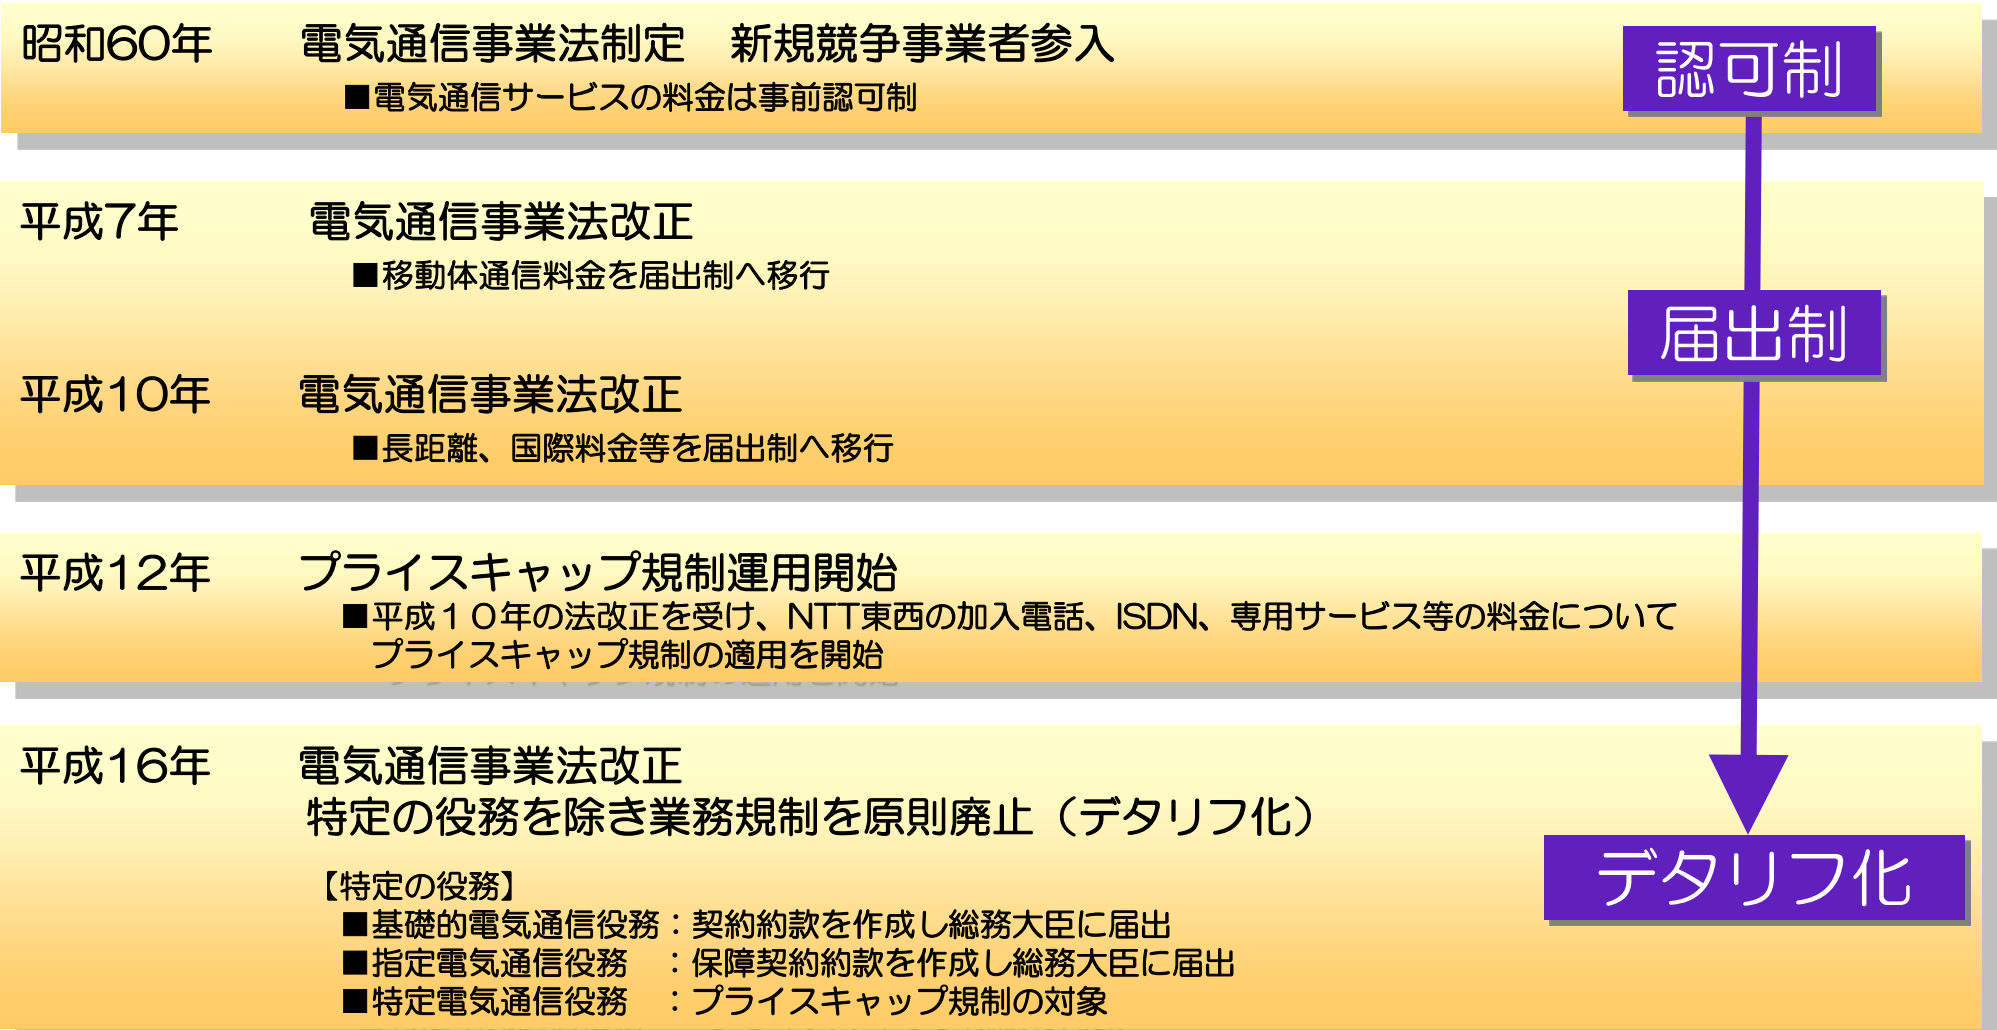 昭和60年　電気通信事業法制定　新規競争事業者参入
■電気通信サービスの料金は事前認可制
認可制
平成7年　電気通信事業法改正
■移動体通信料金を届出制へ移行
届出制
平成10年　電気通信事業法改正
■長距離、国際料金等を届出制へ移行
平成12年　プライスキャップ規制運用開始
■平成１０年の法改正を受け、NTT東西の加入電話、ISDN、専用サービス等の料金について
プライスキャップ規制の適用を開始
平成16年　電気通信事業法改正
特定の役務を除き業務規制を原則廃止（デタリフ化）
デタリフ化
【特定の役務】
■基礎的電気通信役務：契約約款を作成し総務大臣に届出
■指定電気通信役務　：保障契約約款を作成し総務大臣に届出
■特定電気通信役務　：プライスキャップ規制の対象